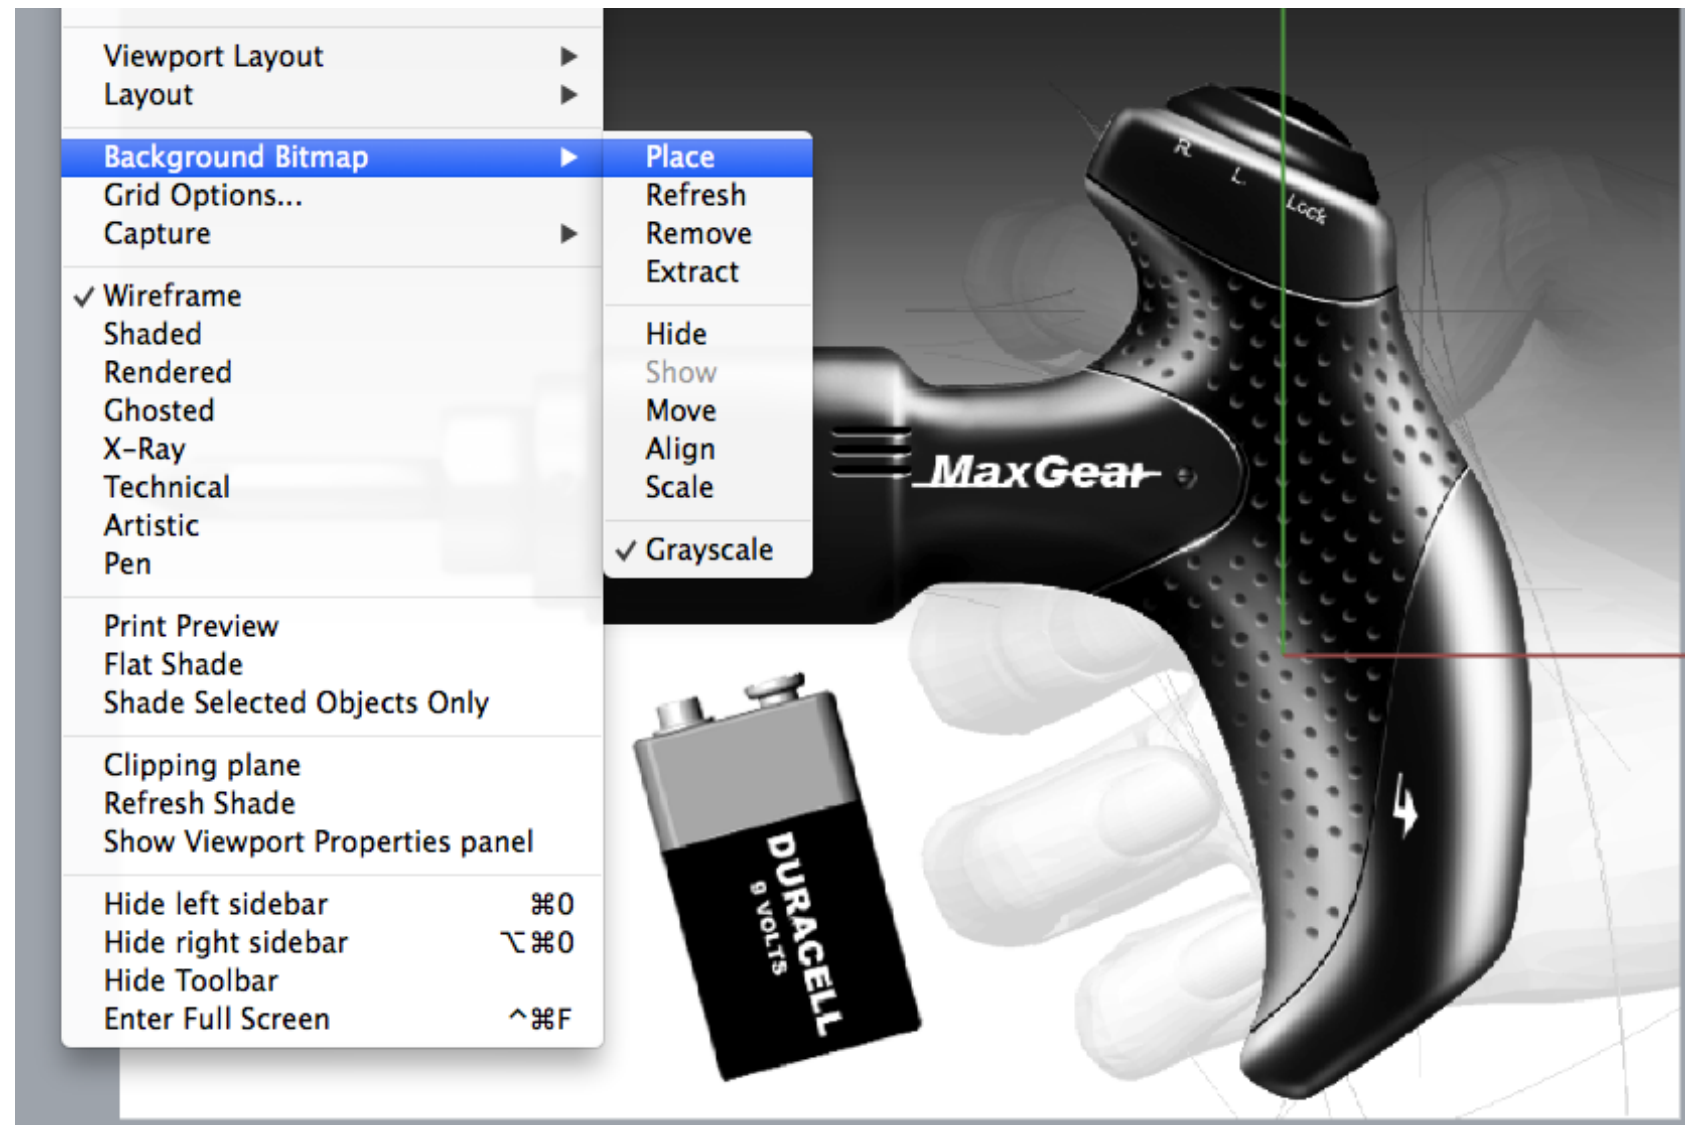 Viewport Layout
Layout
Background Bitmap
Grid Options...
Capture
✓ Wireframe
Shaded
Rendered
Ghosted
X-Ray
Technical
Artistic
Pen
Print Preview
Flat Shade
Shade Selected Objects Only
Clipping plane
Refresh Shade
Show Viewport Properties panel
Hide left sidebar ⌘0
Hide right sidebar ⌥⌘0
Hide Toolbar
Enter Full Screen ^⌘F
Place
Refresh
Remove
Extract
Hide
Show
Move
Align
Scale
✓ Grayscale
R
L
Lock
MaxGear
DURACELL
9 VOLTS